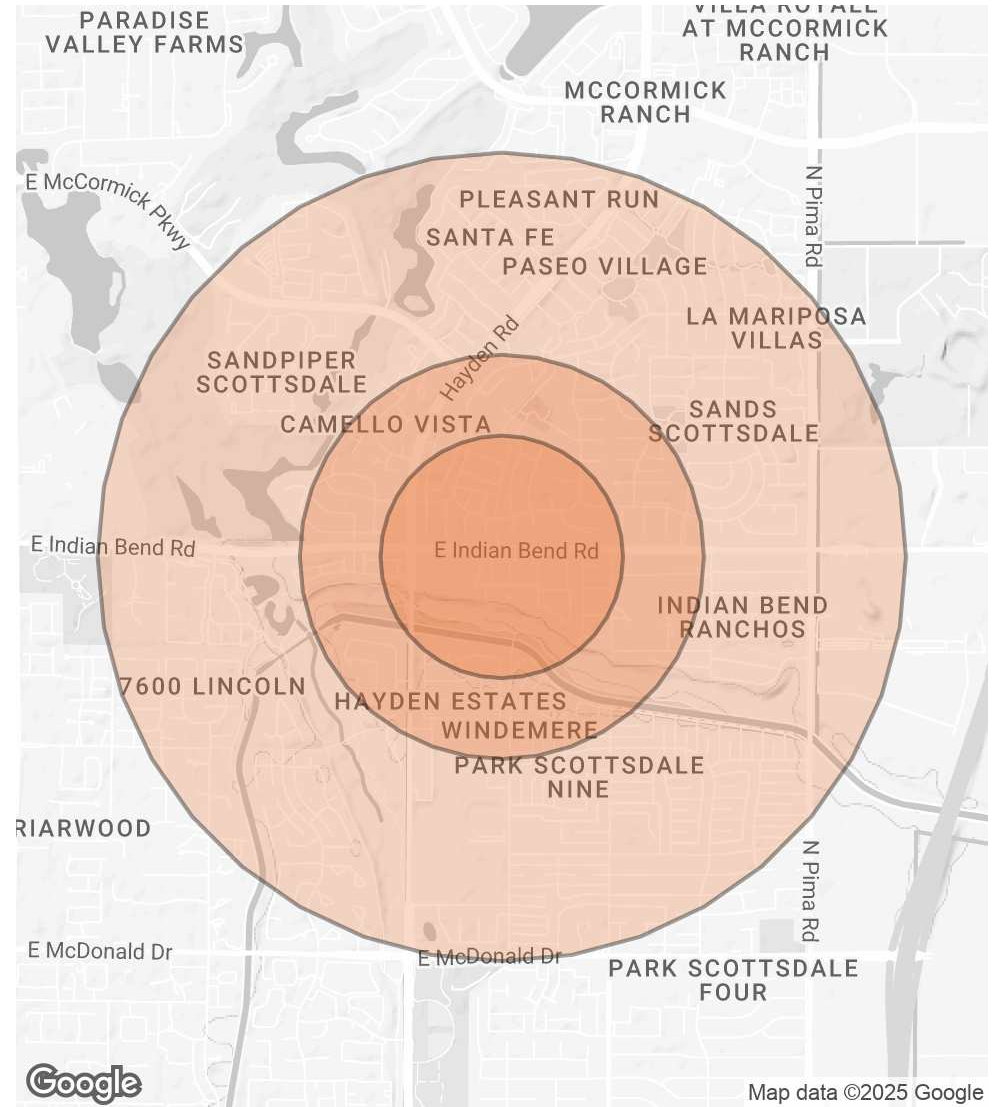 PARADISE
VALLEY FARMS
VILLA ROYALE
AT MCCORMICK
RANCH
MCCORMICK
RANCH
E McCormick Pkwy
N Pima Rd
PLEASANT RUN
SANTA FE
PASEO VILLAGE
LA MARIPOSA
VILLAS
Hayden Rd
SANDPIPER
SCOTTSDALE
SANDS
SCOTTSDALE
CAMELLO VISTA
E Indian Bend Rd
E Indian Bend Rd
INDIAN BEND
RANCHOS
7600 LINCOLN
HAYDEN ESTATES
WINDEMERE
PARK SCOTTSDALE
NINE
RIARWOOD
N Pima Rd
E McDonald Dr
E McDonald Dr
PARK SCOTTSDALE
FOUR
Google
Map data ©2025 Google